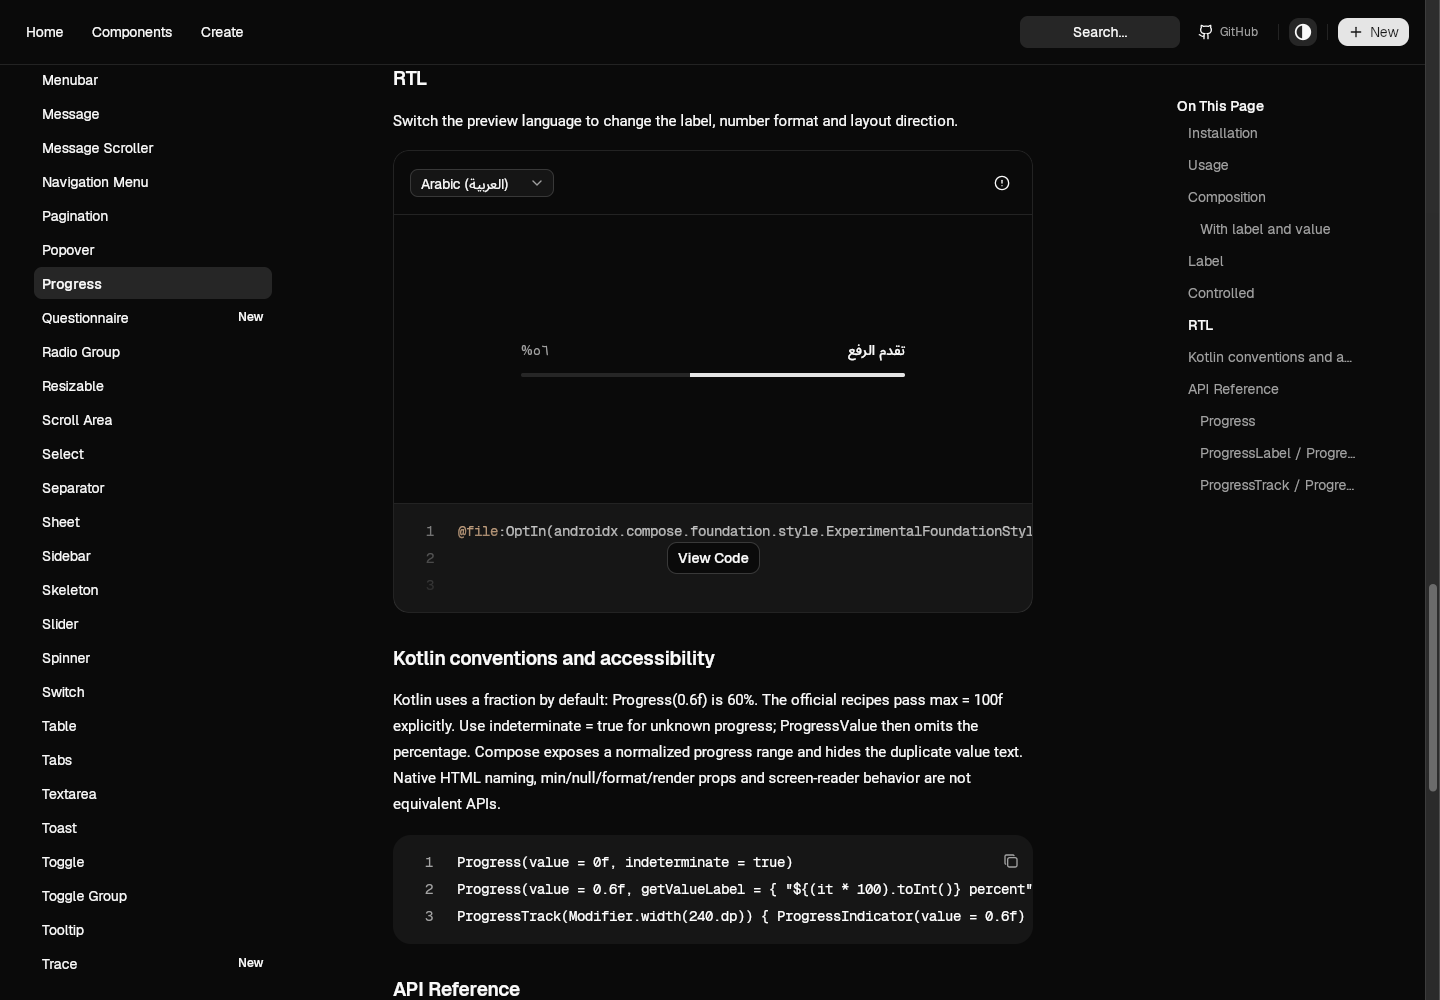 Home
Components
Create
Search...
GitHub
New
Menubar
Message
Message Scroller
Navigation Menu
Pagination
Popover
Progress
Questionnaire New
Radio Group
Resizable
Scroll Area
Select
Separator
Sheet
Sidebar
Skeleton
Slider
Spinner
Switch
Table
Tabs
Textarea
Toast
Toggle
Toggle Group
Tooltip
Trace New
RTL
Switch the preview language to change the label, number format and layout direction.
Arabic (العربية)
تقدم الرفع
%٥٦
1 @file:OptIn(androidx.compose.foundation.style.ExperimentalFoundationStyl
2
3
View Code
Kotlin conventions and accessibility
Kotlin uses a fraction by default: Progress(0.6f) is 60%. The official recipes pass max = 100f
explicitly. Use indeterminate = true for unknown progress; ProgressValue then omits the
percentage. Compose exposes a normalized progress range and hides the duplicate value text.
Native HTML naming, min/null/format/render props and screen-reader behavior are not
equivalent APIs.
1 Progress(value = 0f, indeterminate = true)
2 Progress(value = 0.6f, getValueLabel = { "${(it * 100).toInt()} percent"
3 ProgressTrack(Modifier.width(240.dp)) { ProgressIndicator(value = 0.6f)
API Reference
On This Page
Installation
Usage
Composition
With label and value
Label
Controlled
RTL
Kotlin conventions and a...
API Reference
Progress
ProgressLabel / Progre...
ProgressTrack / Progre...